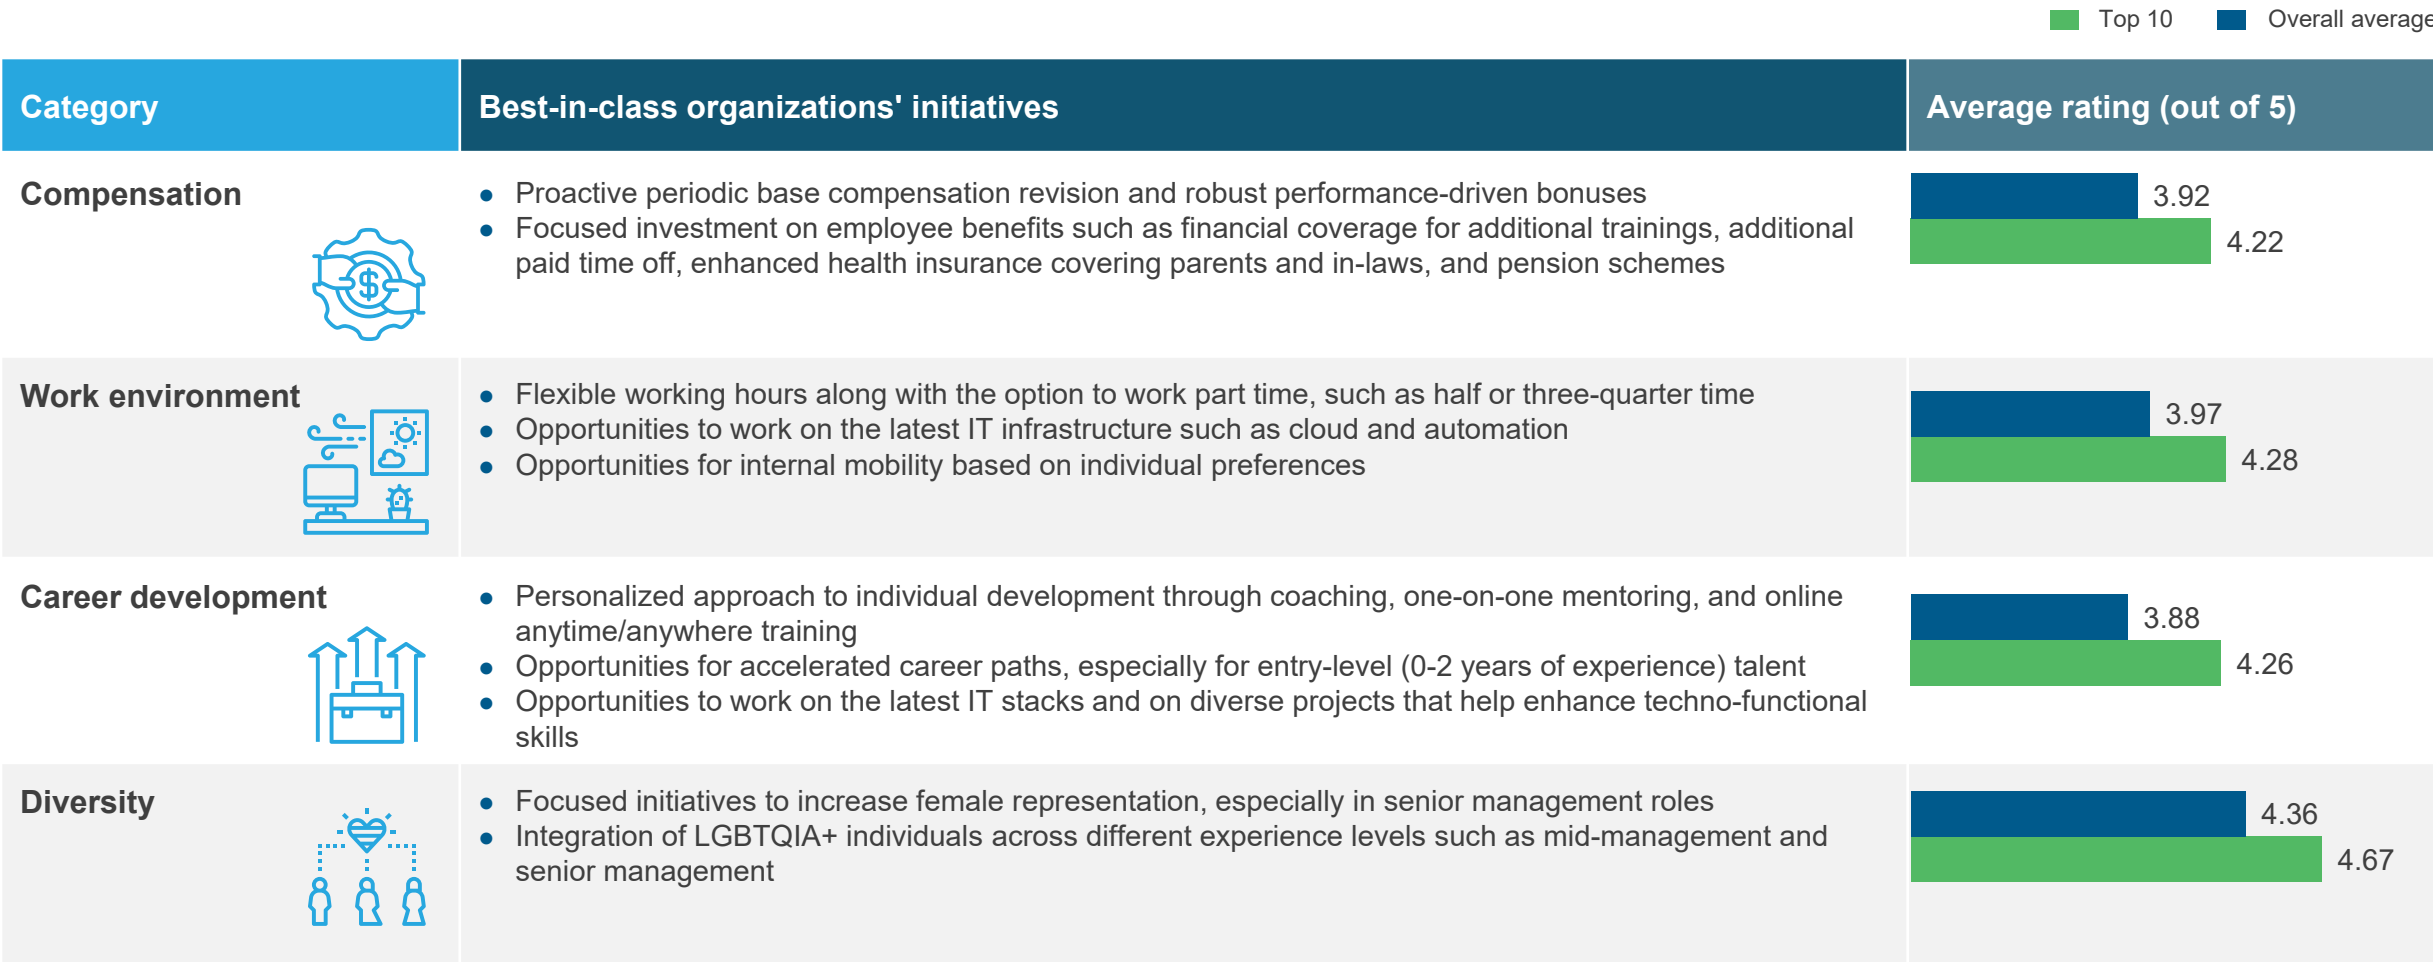 Top 10 Overall average
Category Best-in-class organizations' initiatives Average rating (out of 5)
Compensation
● Proactive periodic base compensation revision and robust performance-driven bonuses
● Focused investment on employee benefits such as financial coverage for additional trainings, additional
paid time off, enhanced health insurance covering parents and in-laws, and pension schemes
3.92
4.22
$
Work environment
● Flexible working hours along with the option to work part time, such as half or three-quarter time
● Opportunities to work on the latest IT infrastructure such as cloud and automation
● Opportunities for internal mobility based on individual preferences
3.97
4.28
Career development
● Personalized approach to individual development through coaching, one-on-one mentoring, and online
anytime/anywhere training
● Opportunities for accelerated career paths, especially for entry-level (0-2 years of experience) talent
● Opportunities to work on the latest IT stacks and on diverse projects that help enhance techno-functional
skills
3.88
4.26
Diversity
● Focused initiatives to increase female representation, especially in senior management roles
● Integration of LGBTQIA+ individuals across different experience levels such as mid-management and
senior management
4.36
4.67